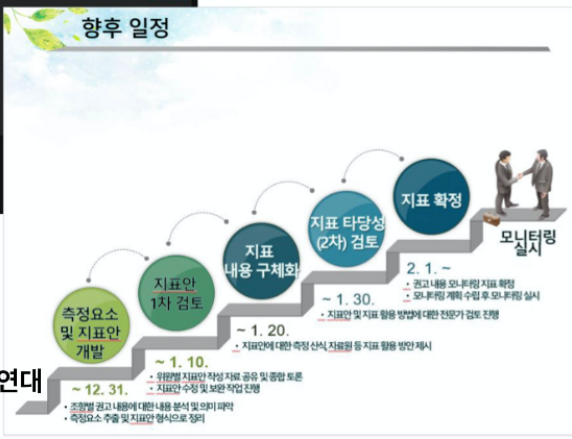 향후 일정
측정요소
및 지표안
개발
지표안
1차 검토
지표
내용 구체화
지표 타당성
(2차) 검토
지표 확정
모니터링
실시
~ 12. 31.
• 조항별 권고 내용에 대한 내용 분석 및 의미 파악
• 측정요소 추출 및 지표안 형식으로 정리
~ 1. 10.
• 위원별 지표안 작성 자료 공유 및 종합 토론
• 지표안 수정 및 보완 작업 진행
~ 1. 20.
• 지표안에 대한 측정 산식, 자료원 등 지표 활용 방안 제시
~ 1. 30.
• 지표안 및 지표 활용 방법에 대한 전문가 검토 진행
2. 1. ~
• 권고 내용 모니터링 지표 확정
• 모니터링 계획 수립 후 모니터링 실시
연대